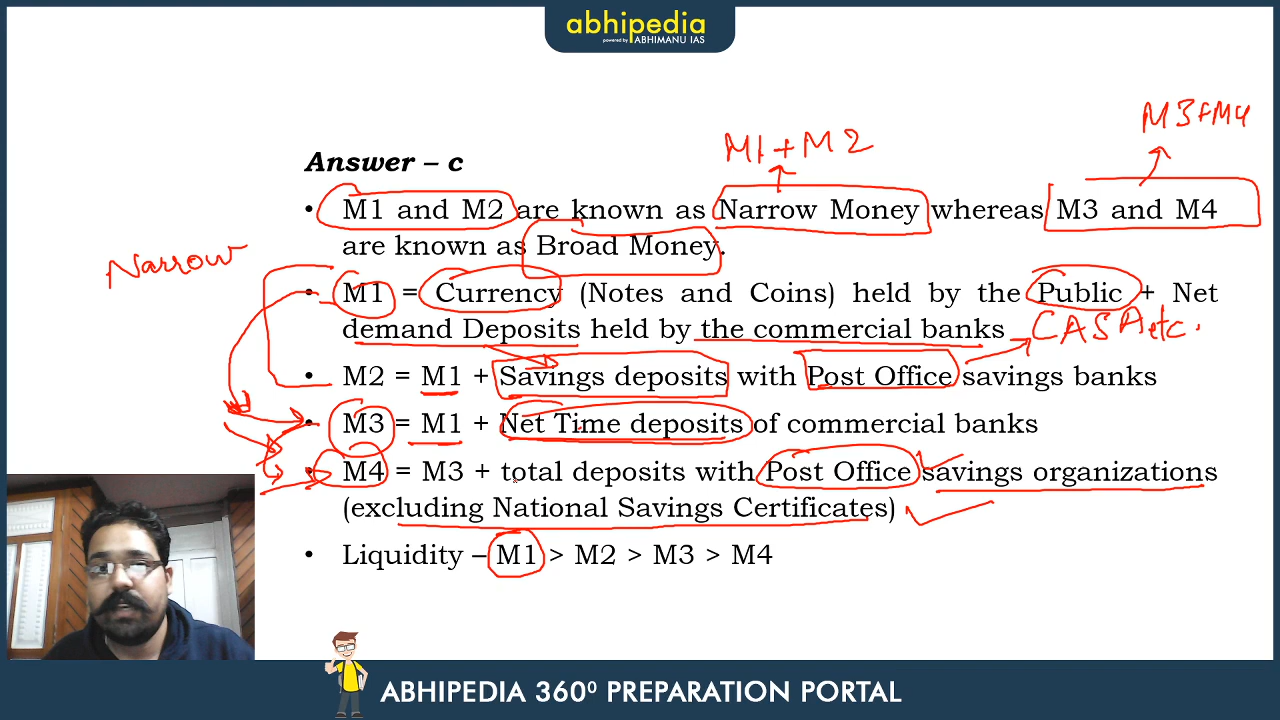 abhipedia
powered by ABHIMANU IAS
M3+M4
M1+M2
Answer – c
• M1 and M2 are known as Narrow Money whereas M3 and M4
are known as Broad Money.
Narrow
• M1 = Currency (Notes and Coins) held by the Public + Net
demand Deposits held by the commercial banks
CASA etc.
• M2 = M1 + Savings deposits with Post Office savings banks
• M3 = M1 + Net Time deposits of commercial banks
• M4 = M3 + total deposits with Post Office savings organizations
(excluding National Savings Certificates)
• Liquidity – M1 > M2 > M3 > M4
ABHIPEDIA 360⁰ PREPARATION PORTAL